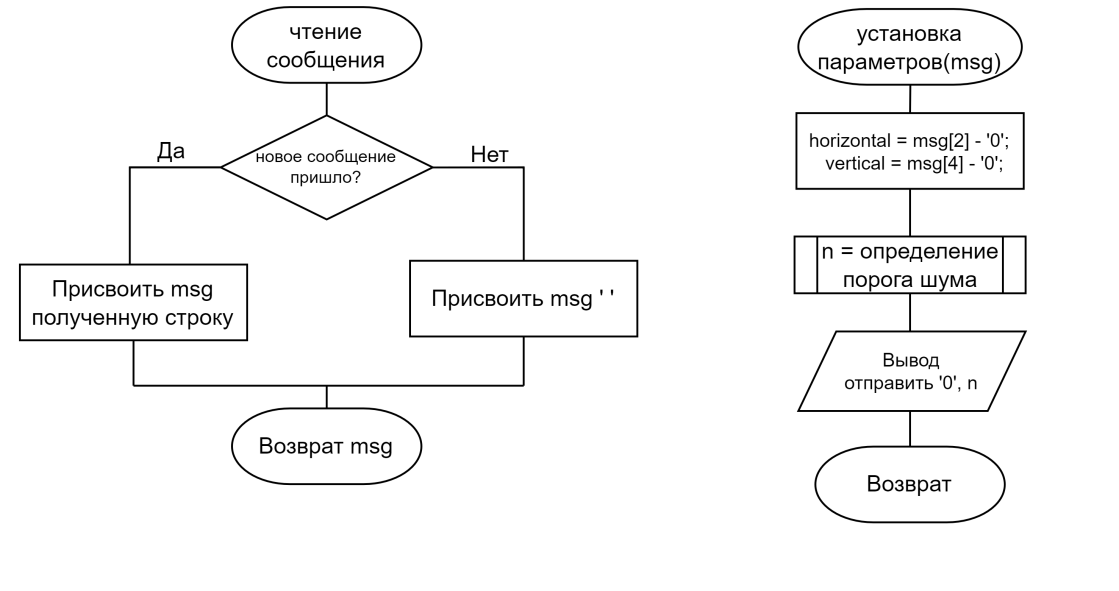 чтение
сообщения
Да
новое сообщение
пришло?
Нет
Присвоить msg
полученную строку
Присвоить msg ' '
Возврат msg
установка
параметров(msg)
horizontal = msg[2] - '0';
vertical = msg[4] - '0';
n = определение
порога шума
Вывод
отправить '0', n
Возврат